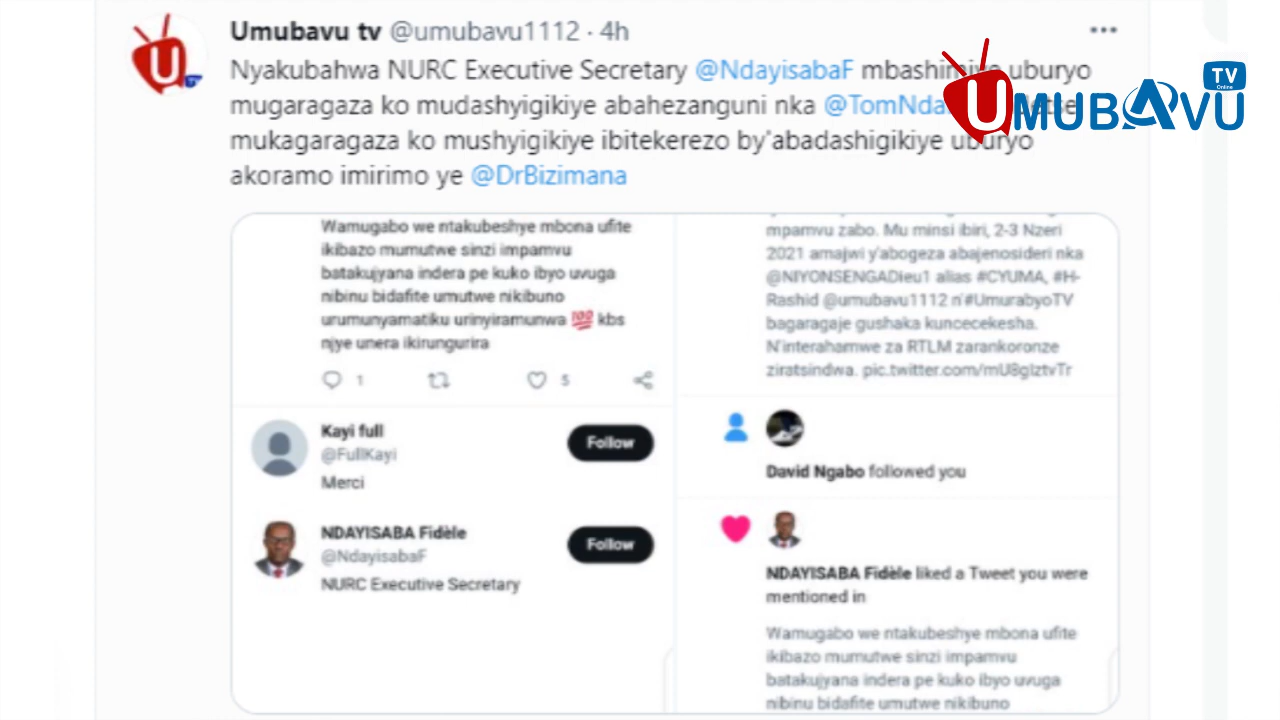 Umubavu tv @umubavu1112 · 4h
Nyakubahwa NURC Executive Secretary @NdayisabaF mbashimiye uburyo
mugaragaza ko mudashyigikiye abahezanguni nka
mukagaragaza ko mushyigikiye ibitekerezo by'abadashigikiye uburyo
akoramo imirimo ye @DrBizimana
UMUBAVU
TV
Online
Wamugabo we ntakubeshye mbona ufite
ikibazo mumutwe sinzi impamvu
batakujyana indera pe kuko ibyo uvuga
nibinu bidafite umutwe nikibuno
urumunyamatiku urinyiramunwa 💯 kbs
njye unera ikirungurira
1 5
Kayi full
@FullKayi
Follow
Merci
NDAYISABA Fidèle
@NdayisabaF
Follow
NURC Executive Secretary
mpamvu zabo. Mu minsi ibiri, 2-3 Nzeri
2021 amajwi y'abogeza abajenosideri nka
@NIYONSENGADieu1 alias #CYUMA, #H-
Rashid @umubavu1112 n'#UmurabyoTV
bagaragaje gushaka kuncecekesha.
N'interahamwe za RTLM zarankoronze
ziratsindwa. pic.twitter.com/mU8gIztvTr
David Ngabo followed you
NDAYISABA Fidèle liked a Tweet you were
mentioned in
Wamugabo we ntakubeshye mbona ufite
ikibazo mumutwe sinzi impamvu
batakujyana indera pe kuko ibyo uvuga
nibinu bidafite umutwe nikibuno